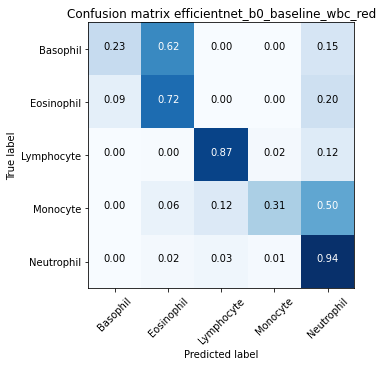 Confusion matrix efficientnet_b0_baseline_wbc_red
True label
Basophil 0.23 0.62 0.00 0.00 0.15
Eosinophil 0.09 0.72 0.00 0.00 0.20
Lymphocyte 0.00 0.00 0.87 0.02 0.12
Monocyte 0.00 0.06 0.12 0.31 0.50
Neutrophil 0.00 0.02 0.03 0.01 0.94
Basophil Eosinophil Lymphocyte Monocyte Neutrophil
Predicted label